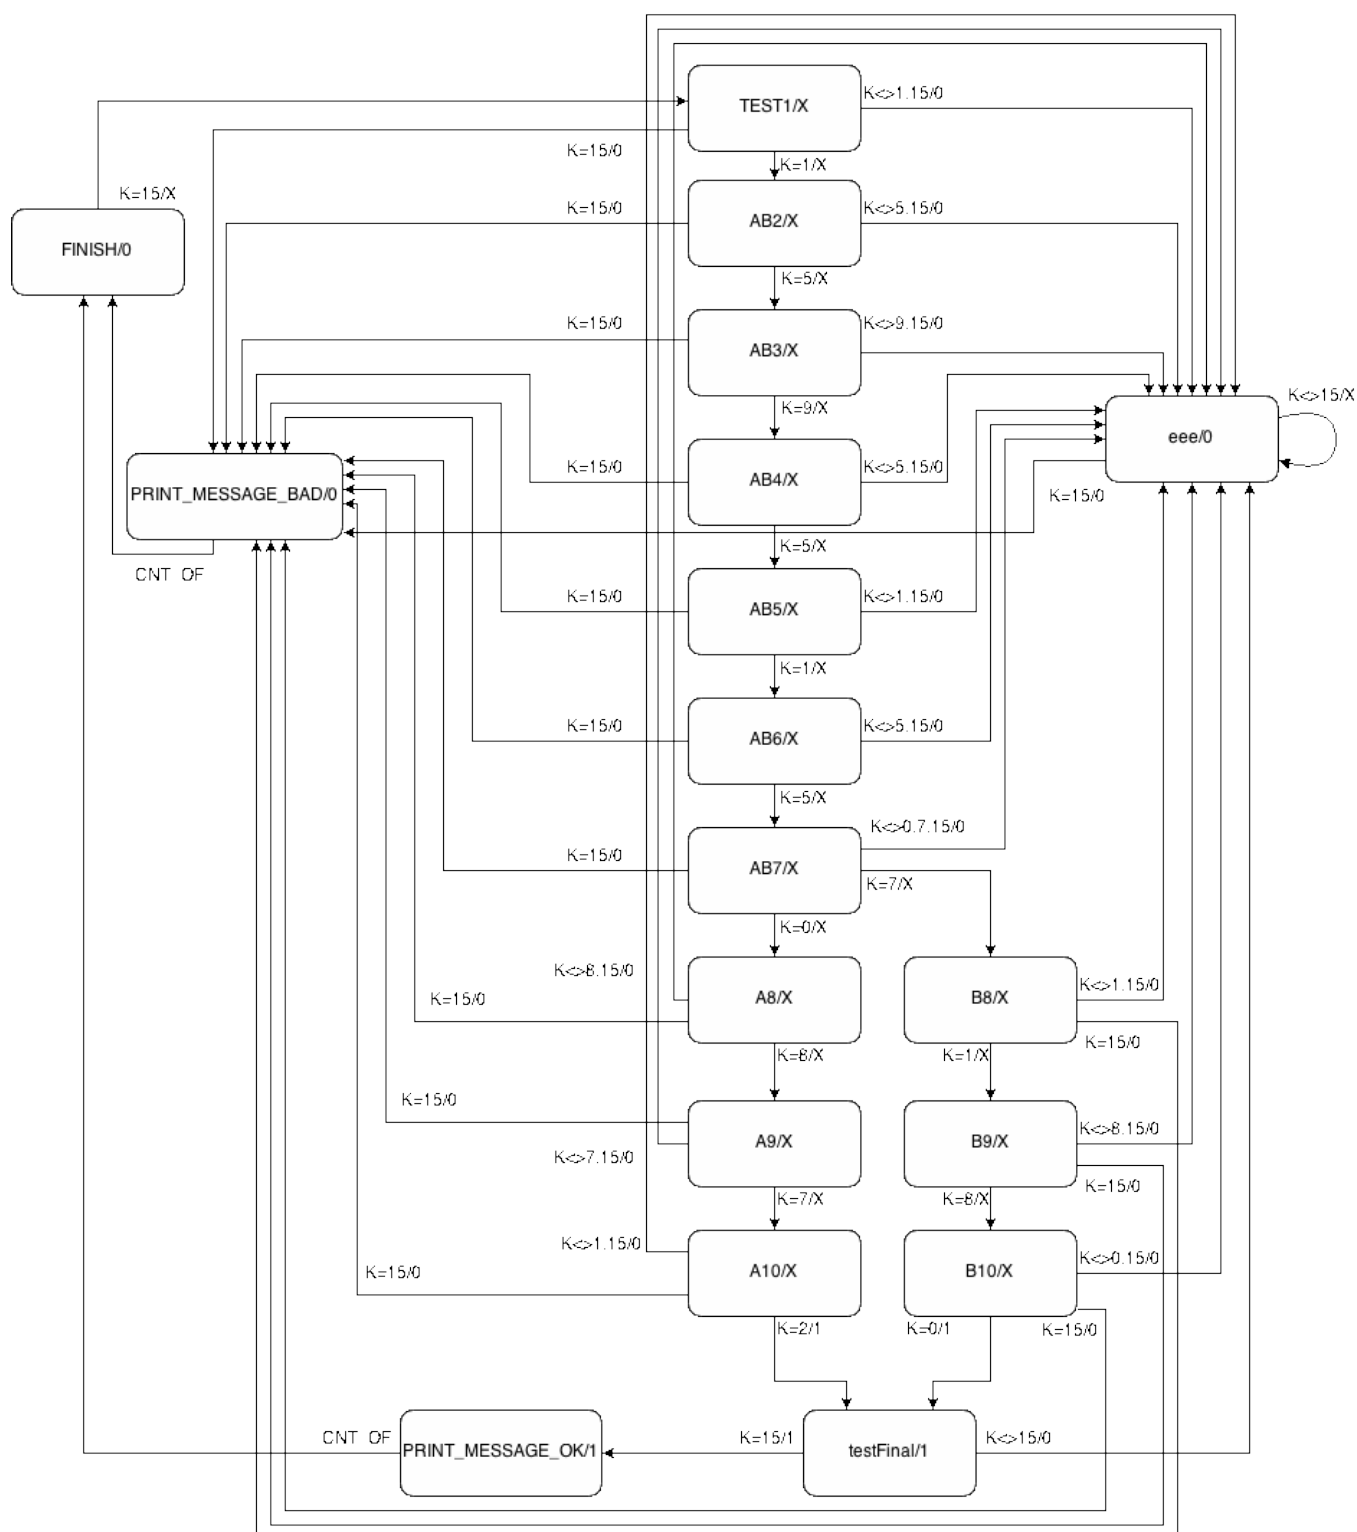 TEST1/X
K<>1.15/0
K=15/0
K=1/X
K=15/X
K=15/0
AB2/X
K<>5.15/0
FINISH/0
K=5/X
K=15/0
AB3/X
K<>9.15/0
K<>15/X
K=9/X
eee/0
K=15/0
AB4/X
K<>5.15/0
PRINT_MESSAGE_BAD/0
K=15/0
K=5/X
CNT OF
K=15/0
AB5/X
K<>1.15/0
K=1/X
K=15/0
AB6/X
K<>5.15/0
K=5/X
K<>0.7.15/0
K=15/0
AB7/X
K=7/X
K=0/X
K<>8.15/0
K=15/0
A8/X
B8/X
K<>1.15/0
K=15/0
K=8/X
K=1/X
K=15/0
A9/X
B9/X
K<>8.15/0
K<>7.15/0
K=15/0
K=7/X
K=8/X
K<>1.15/0
K=15/0
A10/X
B10/X
K<>0.15/0
K=2/1
K=0/1
K=15/0
CNT OF
PRINT_MESSAGE_OK/1
K=15/1
testFinal/1
K<>15/0